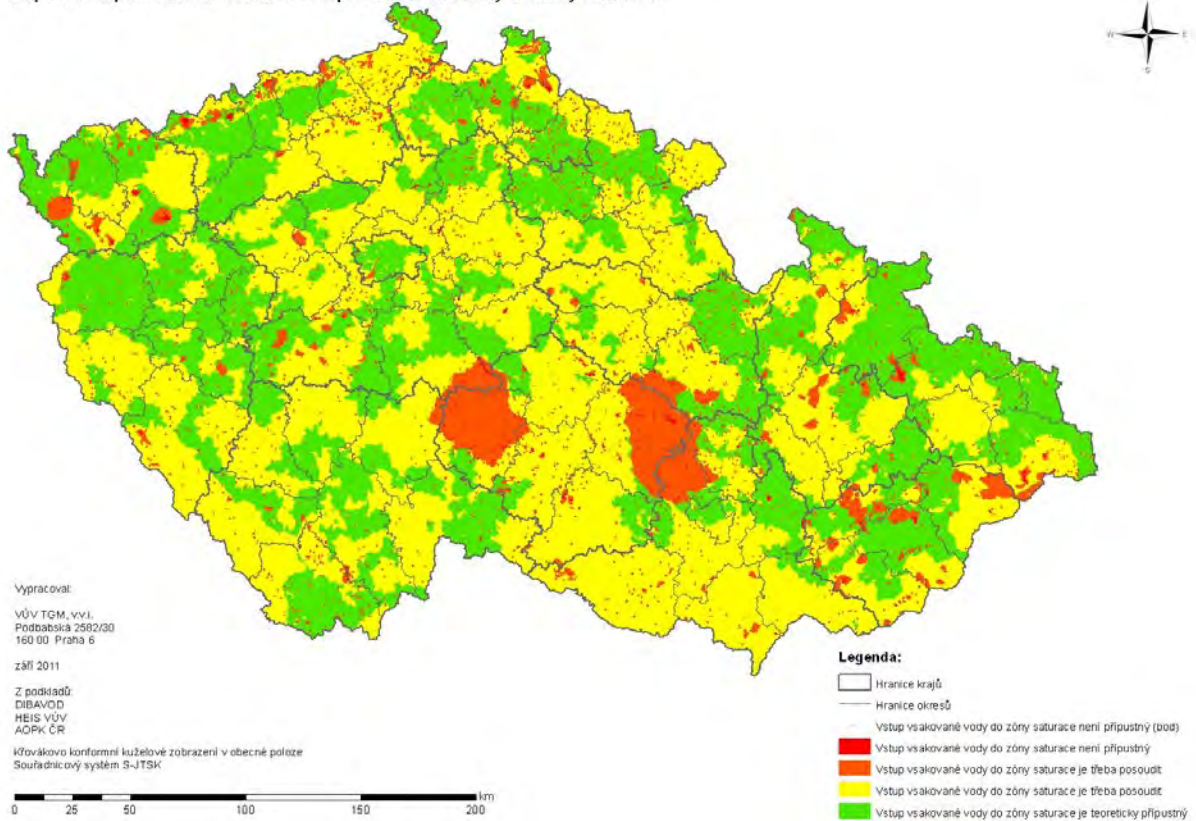 W
E
S
Vypracoval:
VÚV TGM, v.v.i.
Podbabská 2582/30
160 00 Praha 6
září 2011
Z podkladů:
DIBAVOD
HEIS VÚV
AOPK ČR
Křovákovo konformní kuželové zobrazení v obecné poloze
Souřadnicový systém S-JTSK
km
0 25 50 100 150 200
Legenda:
Hranice krajů
Hranice okresů
Vstup vsakované vody do zóny saturace není přípustný (bod)
Vstup vsakované vody do zóny saturace není přípustný
Vstup vsakované vody do zóny saturace je třeba posoudit
Vstup vsakované vody do zóny saturace je třeba posoudit
Vstup vsakované vody do zóny saturace je teoreticky přípustný